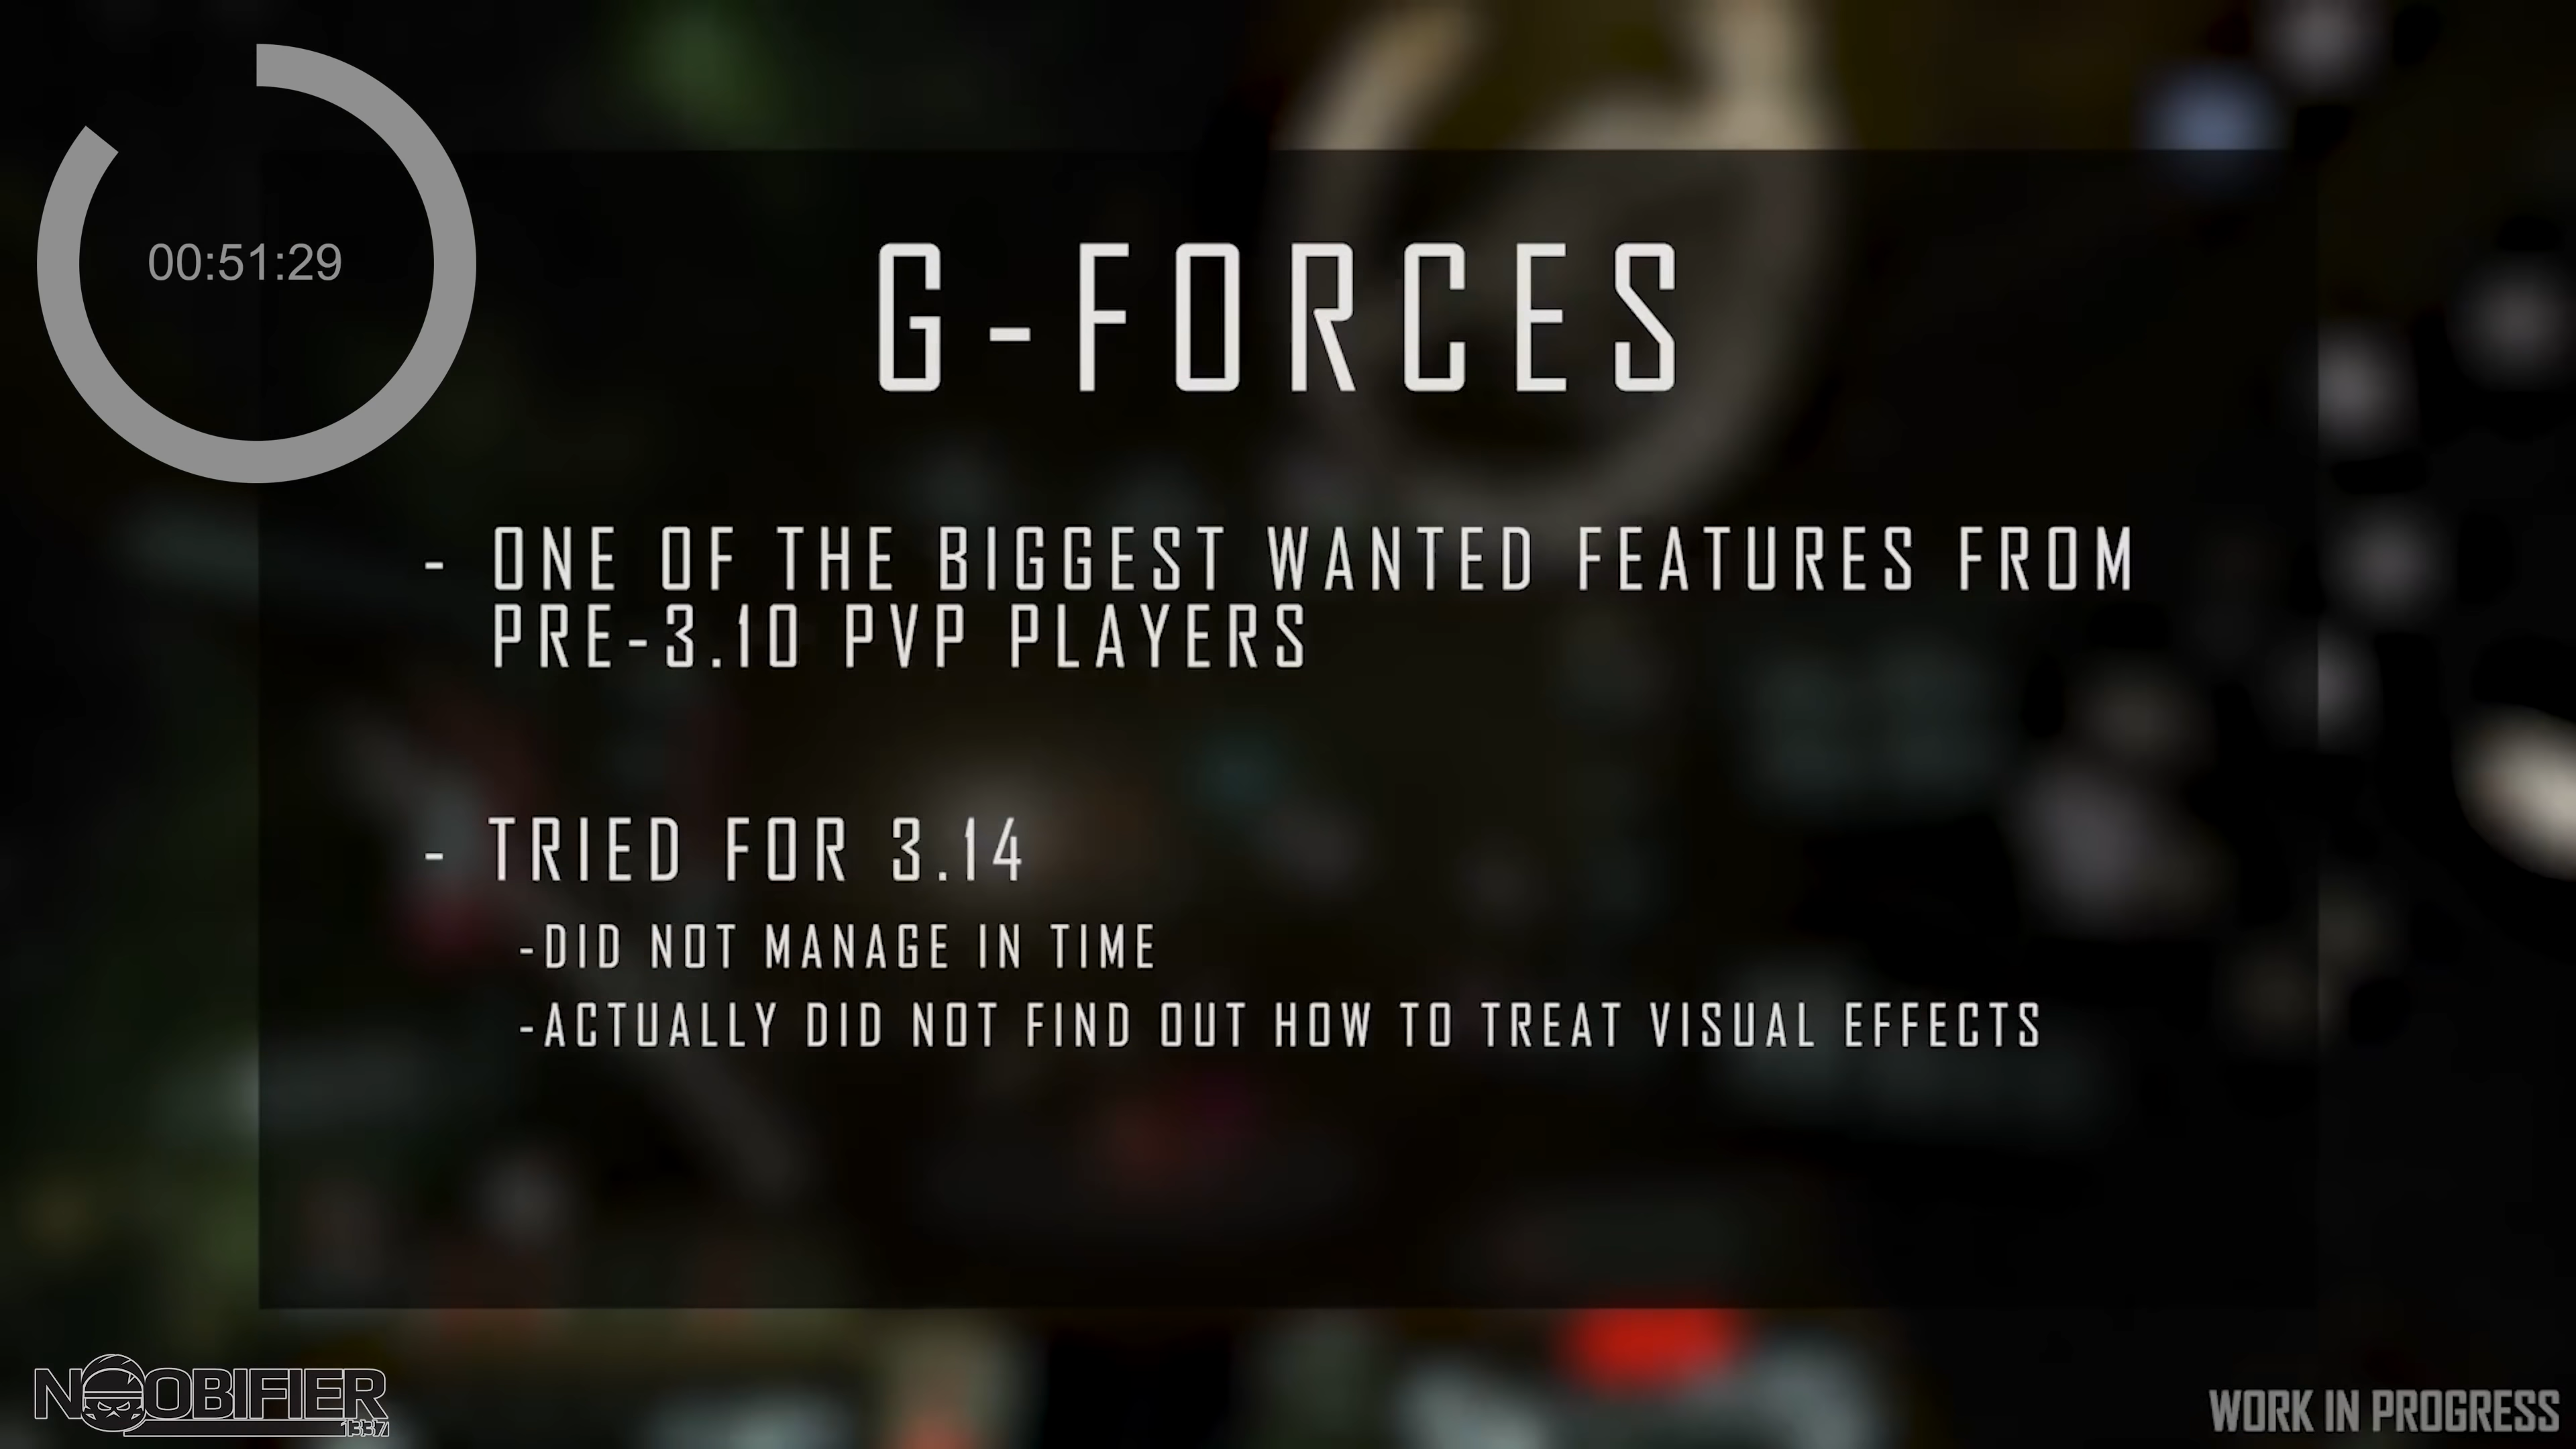 00:51:29
G-FORCES
- ONE OF THE BIGGEST WANTED FEATURES FROM
PRE-3.10 PVP PLAYERS
- TRIED FOR 3.14
-DID NOT MANAGE IN TIME
-ACTUALLY DID NOT FIND OUT HOW TO TREAT VISUAL EFFECTS
NOOBIFIER
1337
WORK IN PROGRESS